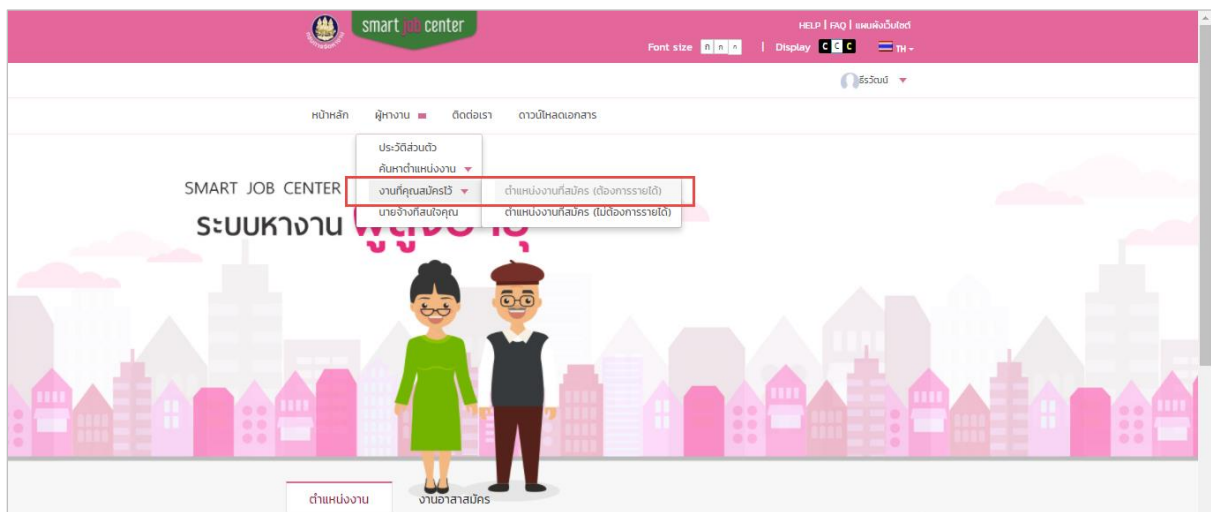 smart job center
HELP | FAQ | แผนผังเว็บไซต์
Font size ก ก ก | Display C C C TH
ธีรวัฒน์
หน้าหลัก ผู้หางาน ติดต่อเรา ดาวน์โหลดเอกสาร
ประวัติส่วนตัว
ค้นหาตำแหน่งงาน
งานที่คุณสมัครไว้ ตำแหน่งงานที่สมัคร (ต้องการรายได้)
นายจ้างที่สนใจคุณ ตำแหน่งงานที่สมัคร (ไม่ต้องการรายได้)
SMART JOB CENTER
ระบบหางาน ผู้สูงอายุ
ตำแหน่งงาน งานอาสาสมัคร